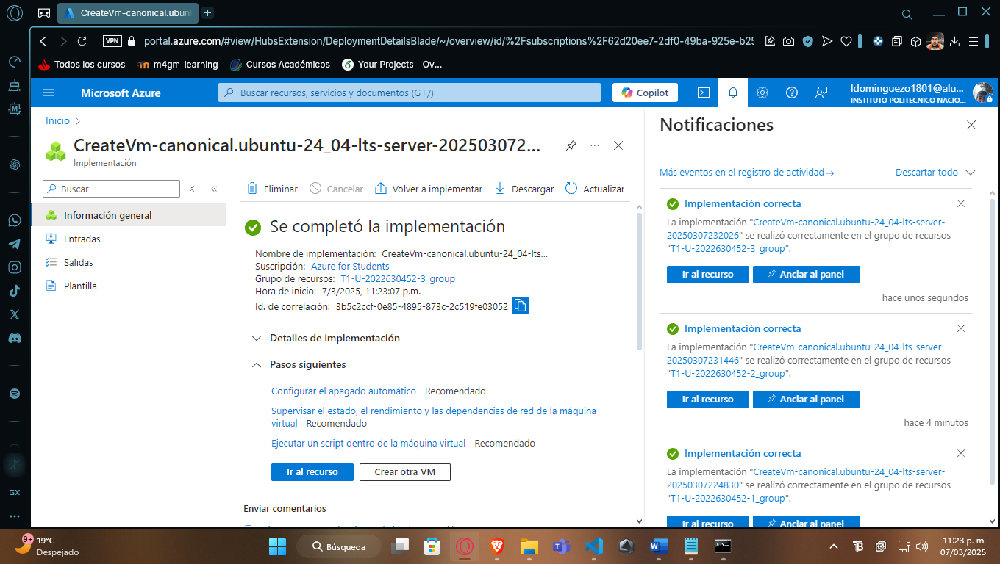 CreateVm-canonical.ubunt
VPN
portal.azure.com/#view/HubsExtension/DeploymentDetailsBlade/~/overview/id/%2Fsubscriptions%2F62d20ee7-2df0-49ba-925e-b25
Todos los cursos
m4gm-learning
Cursos Académicos
Your Projects - Ov...
Microsoft Azure
Buscar recursos, servicios y documentos (G+/)
Copilot
ldominguezo1801@alu...
INSTITUTO POLITECNICO NACIO...
Inicio
CreateVm-canonical.ubuntu-24_04-lts-server-202503072...
Implementación
Buscar
Información general
Entradas
Salidas
Plantilla
Eliminar
Cancelar
Volver a implementar
Descargar
Actualizar
Se completó la implementación
Nombre de implementación: CreateVm-canonical.ubuntu-24_04-lts...
Suscripción: Azure for Students
Grupo de recursos: T1-U-2022630452-3_group
Hora de inicio: 7/3/2025, 11:23:07 p.m.
Id. de correlación: 3b5c2ccf-0e85-4895-873c-2c519fe03052
Detalles de implementación
Pasos siguientes
Configurar el apagado automático Recomendado
Supervisar el estado, el rendimiento y las dependencias de red de la máquina
virtual Recomendado
Ejecutar un script dentro de la máquina virtual Recomendado
Ir al recurso
Crear otra VM
Enviar comentarios
Notificaciones
Más eventos en el registro de actividad →
Descartar todo
Implementación correcta
La implementación "CreateVm-canonical.ubuntu-24_04-lts-server-
20250307232026" se realizó correctamente en el grupo de recursos
"T1-U-2022630452-3_group".
Ir al recurso
Anclar al panel
hace unos segundos
Implementación correcta
La implementación "CreateVm-canonical.ubuntu-24_04-lts-server-
20250307231446" se realizó correctamente en el grupo de recursos
"T1-U-2022630452-2_group".
Ir al recurso
Anclar al panel
hace 4 minutos
Implementación correcta
La implementación "CreateVm-canonical.ubuntu-24_04-lts-server-
20250307224830" se realizó correctamente en el grupo de recursos
"T1-U-2022630452-1_group".
Ir al recurso
Anclar al panel
GX
9+
19°C
Despejado
Búsqueda
11:23 p. m.
07/03/2025